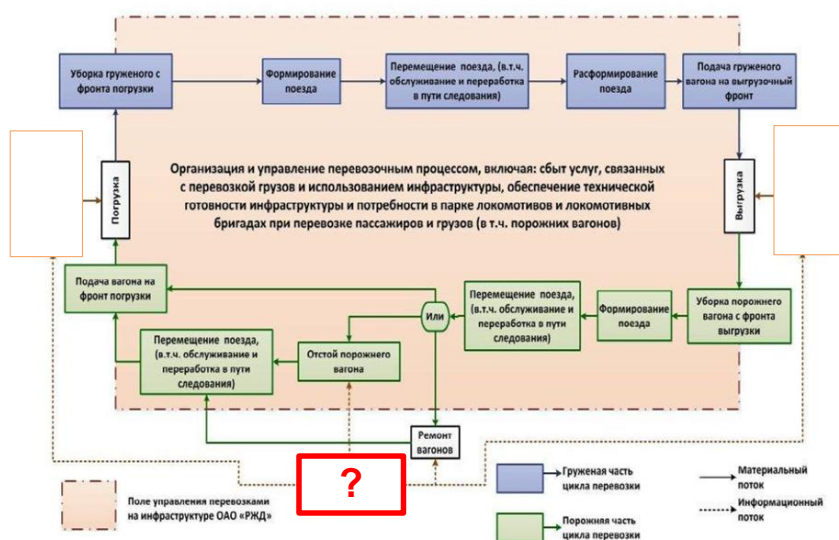 Уборка груженого с
фронта погрузки
Формирование
поезда
Перемещение поезда, (в.т.ч.
обслуживание и переработка
в пути следования)
Расформирование
поезда
Подача груженого
вагона на выгрузочный
фронт
Погрузка
Организация и управление перевозочным процессом, включая: сбыт услуг, связанных
с перевозкой грузов и использованием инфраструктуры, обеспечение технической
готовности инфраструктуры и потребности в парке локомотивов и локомотивных
бригадах при перевозке пассажиров и грузов (в т.ч. порожних вагонов)
Выгрузка
Подача вагона на
фронт погрузки
Или
Перемещение поезда,
(в.т.ч. обслуживание и
переработка в пути
следования)
Формирование
поезда
Уборка порожнего
вагона с фронта
выгрузки
Перемещение поезда,
(в.т.ч. обслуживание и
переработка в пути
следования)
Отстой порожнего
вагона
Ремонт
вагонов
?
Поле управления перевозками
на инфраструктуре ОАО «РЖД»
Груженая часть
цикла перевозки
Порожняя часть
цикла перевозки
Материальный
поток
Информационный
поток